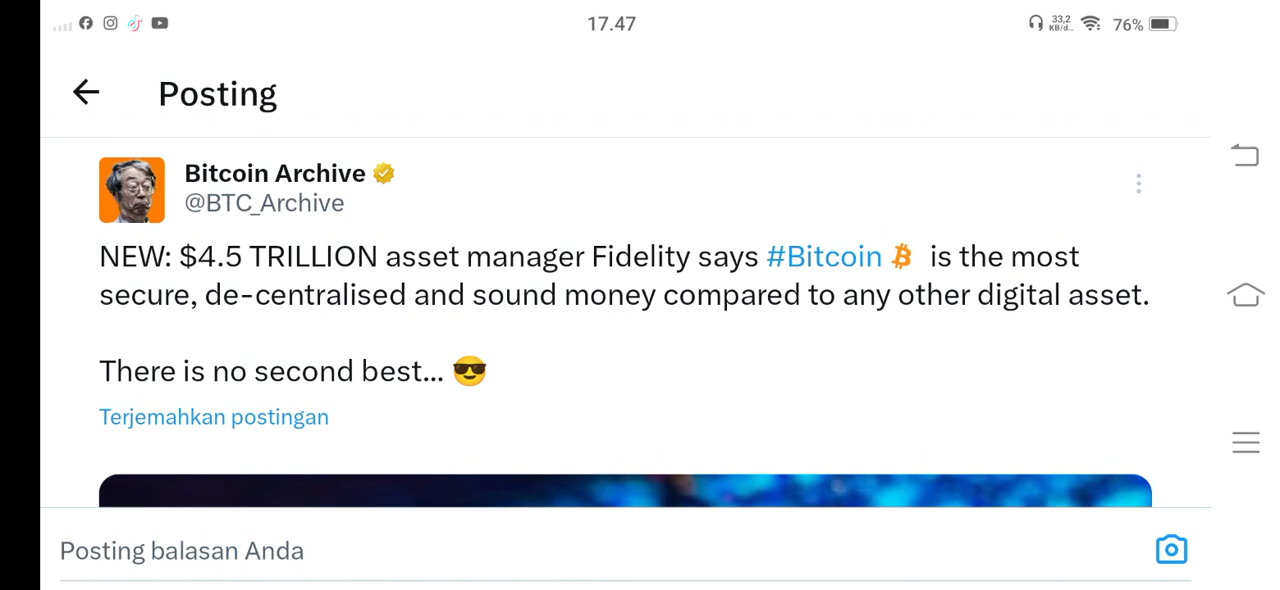 17.47
33,2
KB/d...
76%
Posting
Bitcoin Archive
@BTC_Archive
NEW: $4.5 TRILLION asset manager Fidelity says #Bitcoin is the most
secure, de-centralised and sound money compared to any other digital asset.
There is no second best... 😎
Terjemahkan postingan
Posting balasan Anda